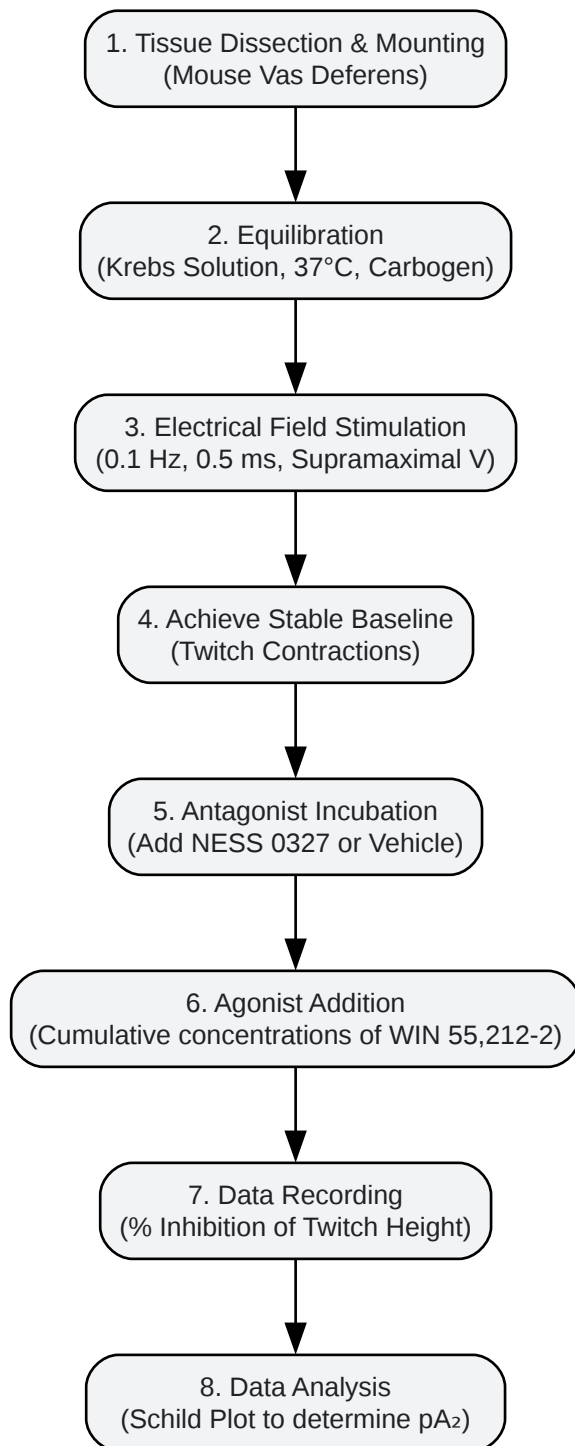 1. Tissue Dissection & Mounting
(Mouse Vas Deferens)
2. Equilibration
(Krebs Solution, 37°C, Carbogen)
3. Electrical Field Stimulation
(0.1 Hz, 0.5 ms, Supramaximal V)
4. Achieve Stable Baseline
(Twitch Contractions)
5. Antagonist Incubation
(Add NESS 0327 or Vehicle)
6. Agonist Addition
(Cumulative concentrations of WIN 55,212-2)
7. Data Recording
(% Inhibition of Twitch Height)
8. Data Analysis
(Schild Plot to determine pA₂)